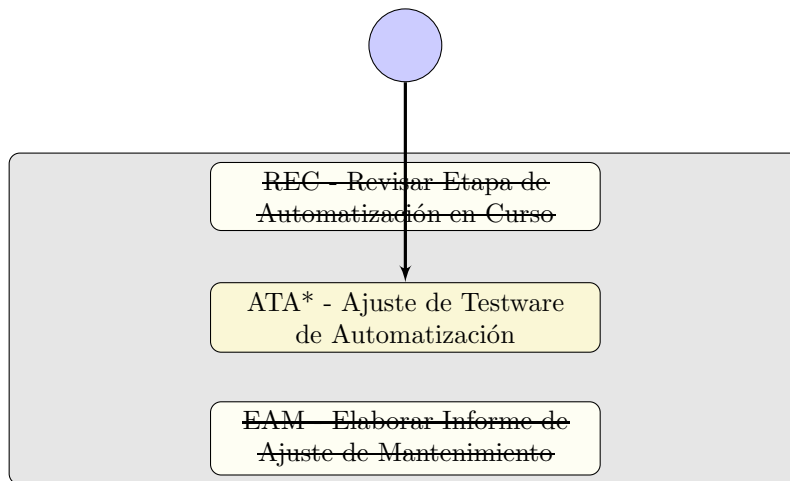 REC - Revisar Etapa de
Automatización en Curso
ATA* - Ajuste de Testware
de Automatización
EAM - Elaborar Informe de
Ajuste de Mantenimiento